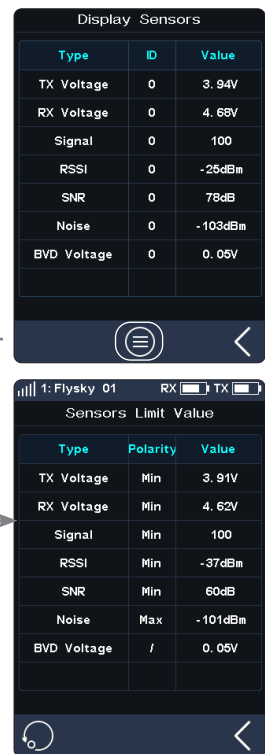 Display Sensors
Type ID Value
TX Voltage 0 3.94V
RX Voltage 0 4.68V
Signal 0 100
RSSI 0 -25dBm
SNR 0 78dB
Noise 0 -103dBm
BVD Voltage 0 0.05V
1: Flysky 01 RX TX
Sensors Limit Value
Type Polarity Value
TX Voltage Min 3.91V
RX Voltage Min 4.62V
Signal Min 100
RSSI Min -37dBm
SNR Min 60dB
Noise Max -101dBm
BVD Voltage / 0.05V